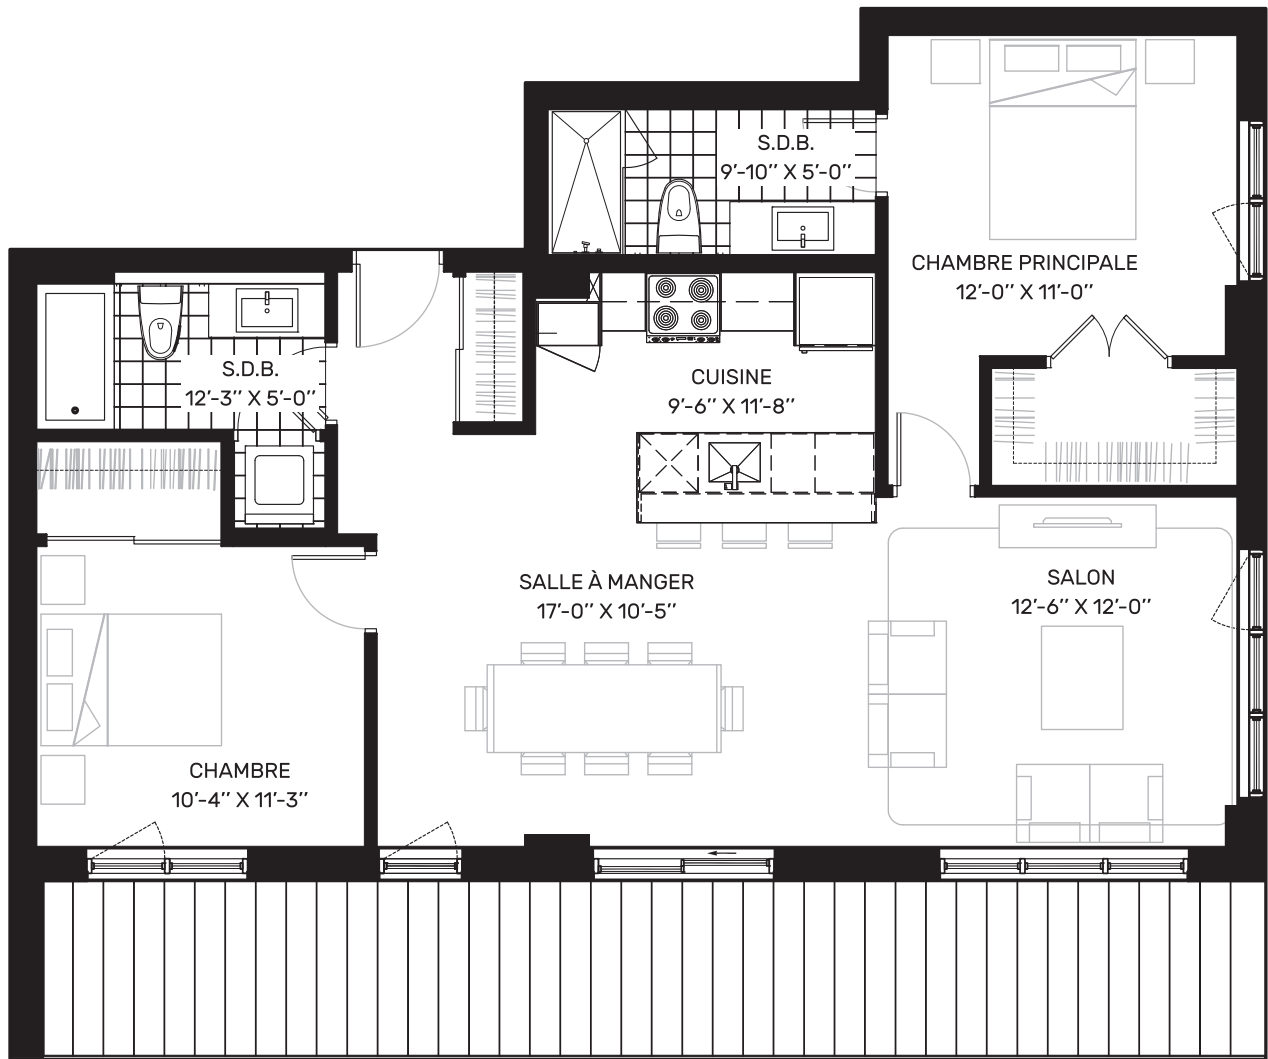 S.D.B.
9’-10’’ X 5’-0’’
CHAMBRE PRINCIPALE
12’-0’’ X 11’-0’’
S.D.B.
12’-3’’ X 5’-0’’
CUISINE
9’-6’’ X 11’-8’’
SALLE À MANGER
17’-0’’ X 10’-5’’
SALON
12’-6’’ X 12’-0’’
CHAMBRE
10’-4’’ X 11’-3’’